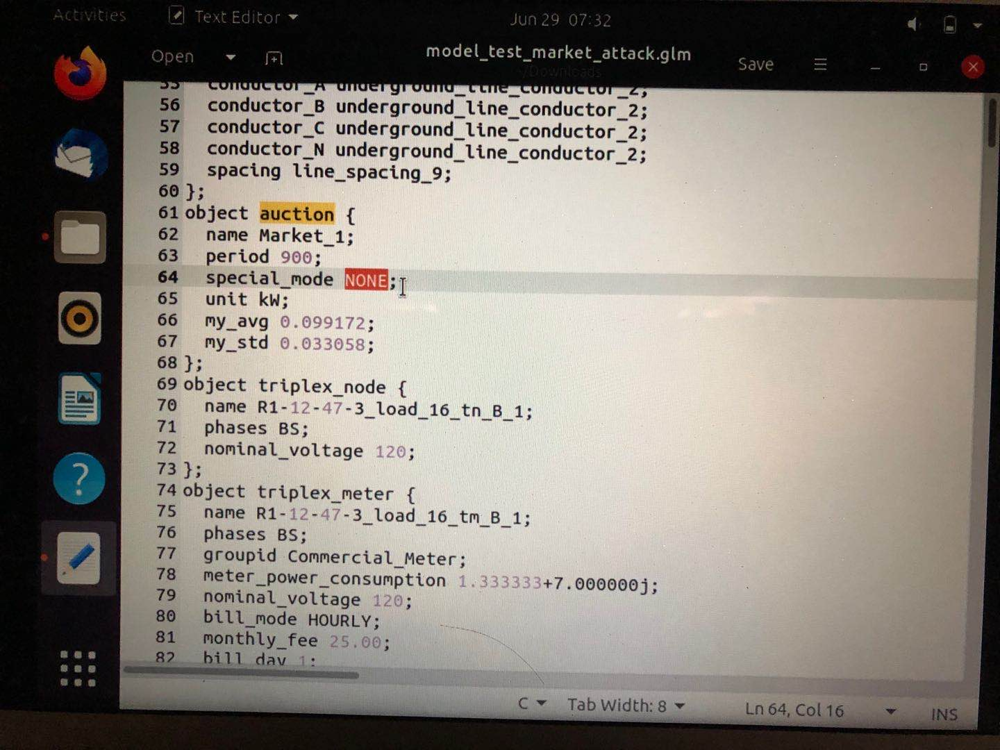 Activities
Text Editor
Jun 29 07:32
Open
model_test_market_attack.glm
~/Downloads
Save
55 conductor_A underground_line_conductor_2;
56 conductor_B underground_line_conductor_2;
57 conductor_C underground_line_conductor_2;
58 conductor_N underground_line_conductor_2;
59 spacing line_spacing_9;
60 };
61 object auction {
62 name Market_1;
63 period 900;
64 special_mode NONE;
65 unit kW;
66 my_avg 0.099172;
67 my_std 0.033058;
68 };
69 object triplex_node {
70 name R1-12-47-3_load_16_tn_B_1;
71 phases BS;
72 nominal_voltage 120;
73 };
74 object triplex_meter {
75 name R1-12-47-3_load_16_tm_B_1;
76 phases BS;
77 groupid Commercial_Meter;
78 meter_power_consumption 1.333333+7.000000j;
79 nominal_voltage 120;
80 bill_mode HOURLY;
81 monthly_fee 25.00;
82 bill_day 1;
C
Tab Width: 8
Ln 64, Col 16
INS